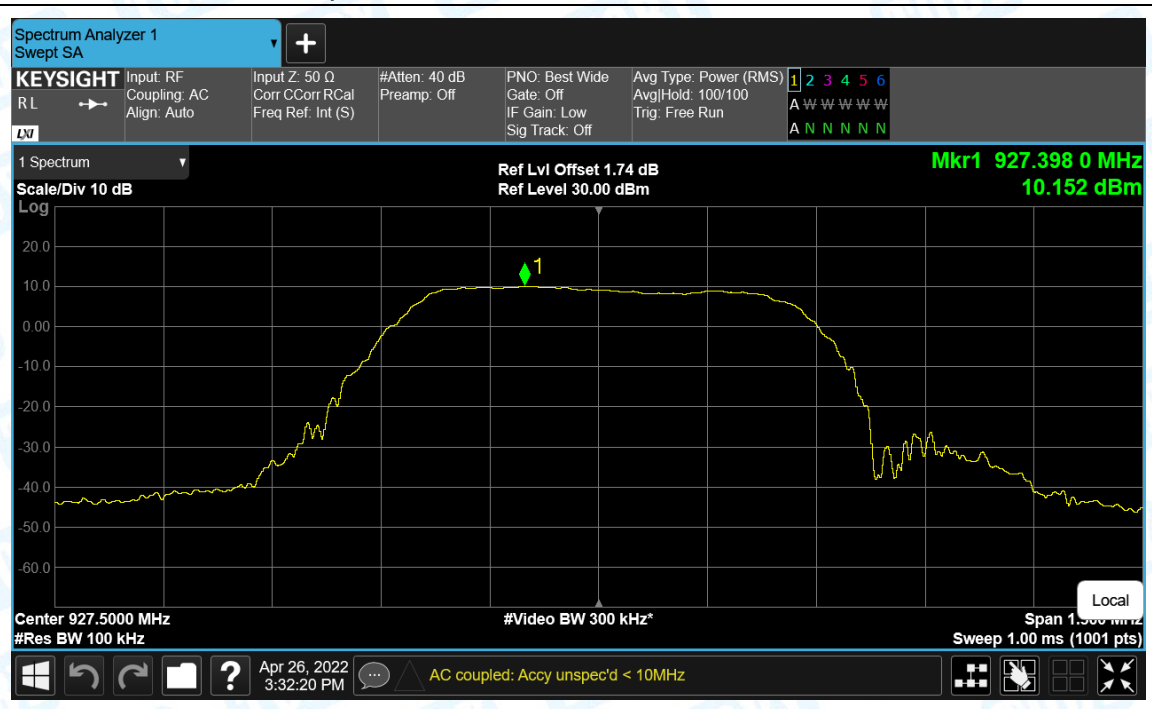 Spectrum Analyzer 1
Swept SA
+
KEYSIGHT Input: RF Input Z: 50 Ω #Atten: 40 dB PNO: Best Wide Avg Type: Power (RMS) 1 2 3 4 5 6
R L Coupling: AC Corr CCorr RCal Preamp: Off Gate: Off Avg|Hold: 100/100 A W W W W W
Align: Auto Freq Ref: Int (S) IF Gain: Low Trig: Free Run
LXI Sig Track: Off A N N N N N
1 Spectrum Ref Lvl Offset 1.74 dB Mkr1 927.398 0 MHz
Scale/Div 10 dB Ref Level 30.00 dBm 10.152 dBm
Log
20.0
1
10.0
0.00
-10.0
-20.0
-30.0
-40.0
-50.0
-60.0
Local
Center 927.5000 MHz #Video BW 300 kHz* Span
#Res BW 100 kHz Sweep 1.00 ms (1001 pts)
? Apr 26, 2022 AC coupled: Accy unspec'd < 10MHz
3:32:20 PM